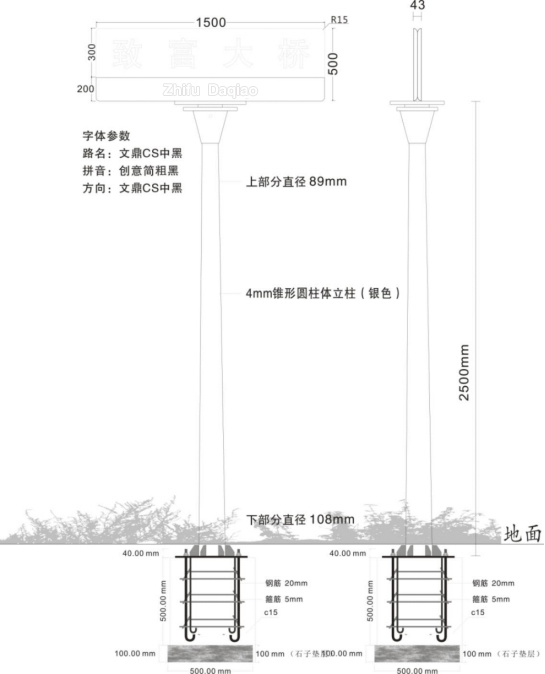 1500
R15
43
300
致富大桥
500
200
Zhifu Daqiao
字体参数
路名：文鼎CS中黑
拼音：创意简粗黑
方向：文鼎CS中黑
上部分直径 89mm
4mm锥形圆柱体立柱（银色）
2500mm
下部分直径 108mm
地面
40.00 mm
40.00 mm
500.00 mm
钢筋 20mm
箍筋 5mm
c15
500.00 mm
钢筋 20mm
箍筋 5mm
c15
100.00 mm
100 mm（石子垫层）
100.00 mm
100 mm（石子垫层）
500.00 mm
500.00 mm